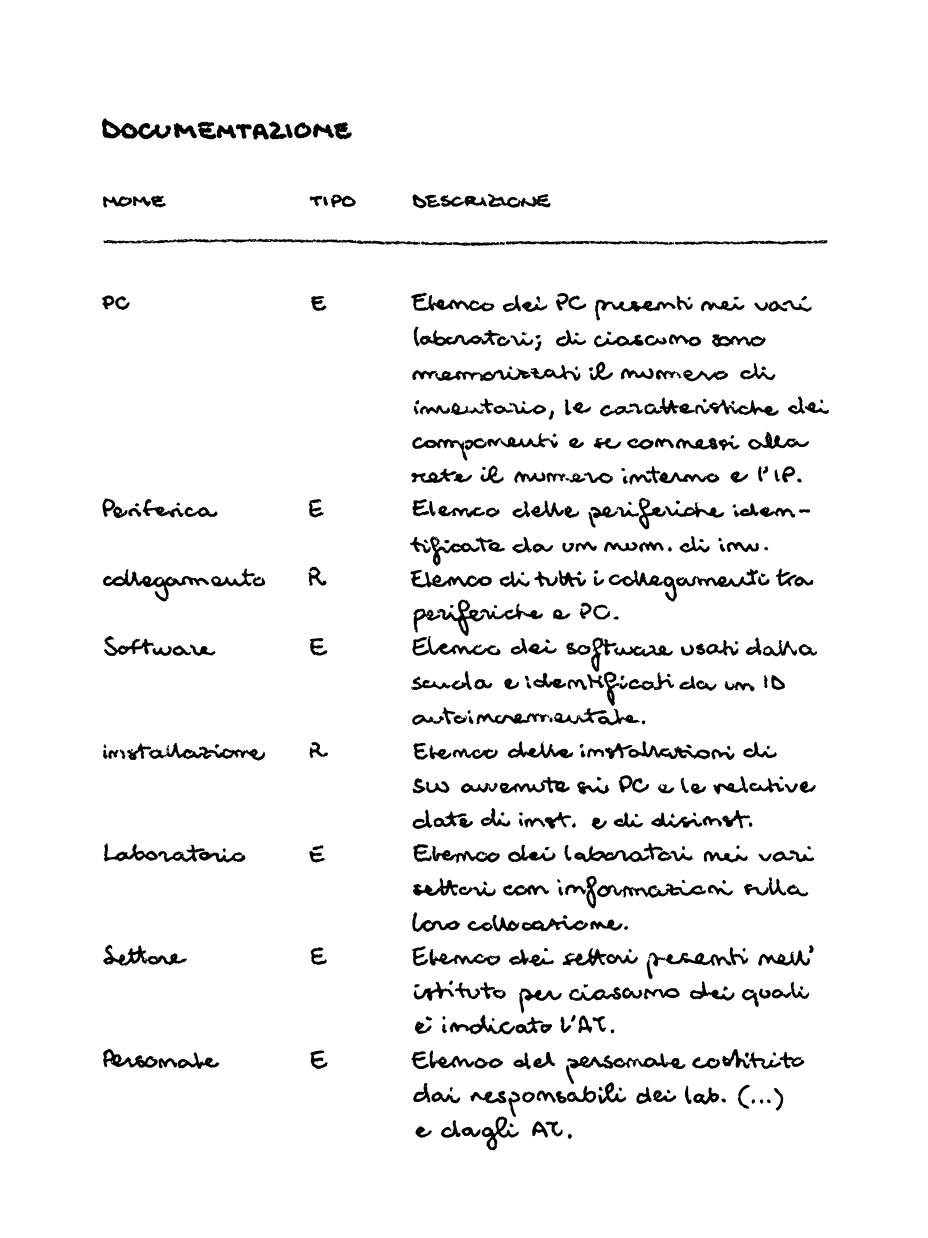 DOCUMENTAZIONE
NOME TIPO DESCRIZIONE
PC E Elenco dei PC presenti nei vari
laboratori; di ciascuno sono
memorizzati il numero di
inventario, le caratteristiche dei
componenti e se connessi alla
rete il numero interno e l'IP.
Periferica E Elenco delle periferiche iden-
tificate da un num. di inv.
collegamento R Elenco di tutti i collegamenti tra
periferiche e PC.
Software E Elenco dei software usati dalla
scuola e identificati da un ID
autoincrementale.
installazione R Elenco delle installazioni di
SW avvenute sui PC e le relative
date di inst. e di disinst.
Laboratorio E Elenco dei laboratori nei vari
settori con informazioni sulla
loro collocazione.
Settore E Elenco dei settori presenti nell'
istituto per ciascuno dei quali
è indicato l'AT.
Personale E Elenco del personale costituito
dai responsabili dei lab. (...)
e dagli AT.